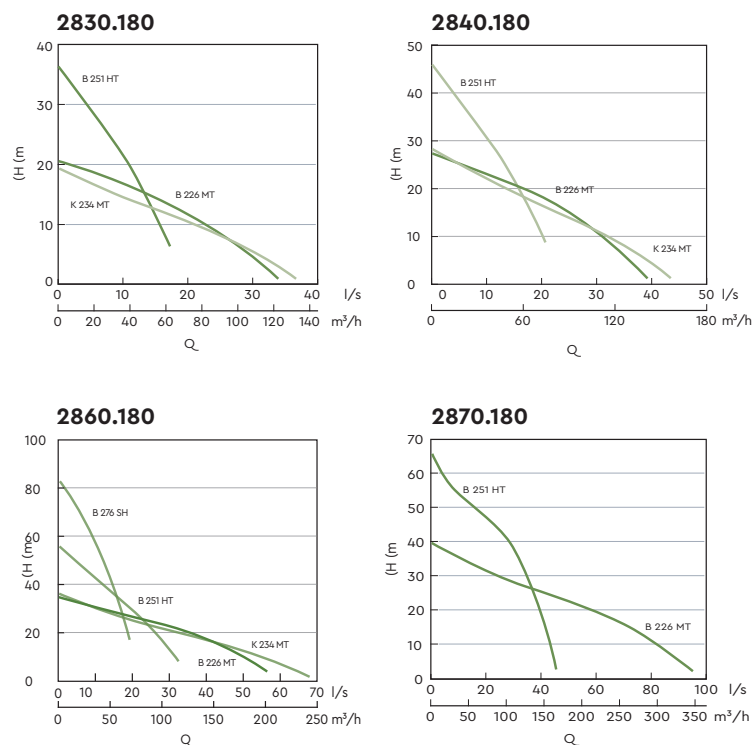 2830.180
40
30
20
10
0
(H (m
B 251 HT
B 226 MT
K 234 MT
0 10 20 30 40 l/s
0 20 40 60 80 100 120 140 m³/h
Q
2840.180
50
40
30
20
10
0
(H (m
B 251 HT
B 226 MT
K 234 MT
0 10 20 30 40 50 l/s
0 60 120 180 m³/h
Q
2860.180
100
80
60
40
20
0
(H (m
B 276 SH
B 251 HT
K 234 MT
B 226 MT
0 10 20 30 40 50 60 70 l/s
0 50 100 150 200 250 m³/h
Q
2870.180
70
60
50
40
30
20
10
0
(H (m
B 251 HT
B 226 MT
0 20 40 60 80 100 l/s
0 50 100 150 200 250 300 350 m³/h
Q